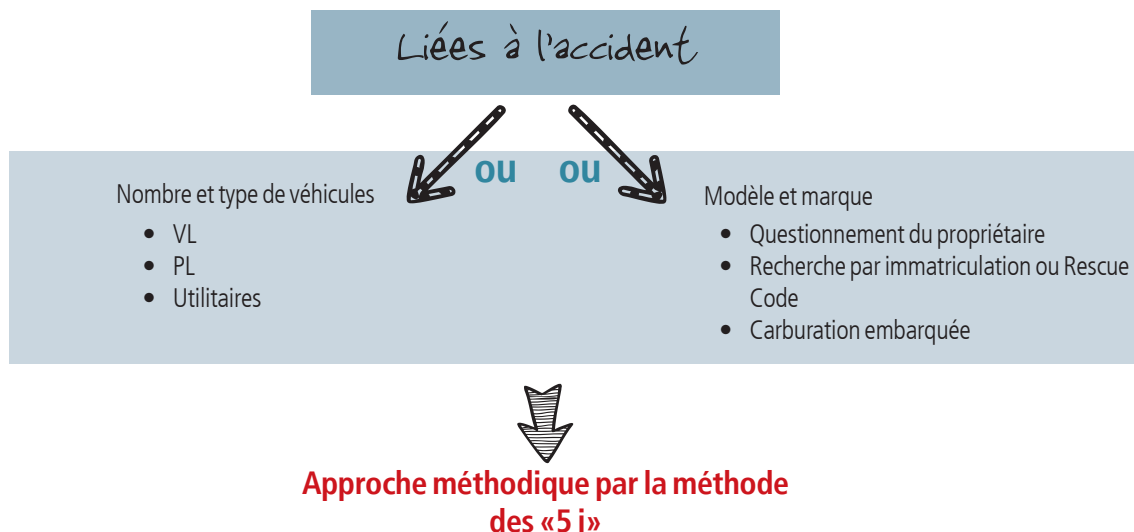 Liées à l'accident
ou ou
Nombre et type de véhicules
• VL
• PL
• Utilitaires
Modèle et marque
• Questionnement du propriétaire
• Recherche par immatriculation ou Rescue
Code
• Carburation embarquée
Approche méthodique par la méthode
des «5 i»